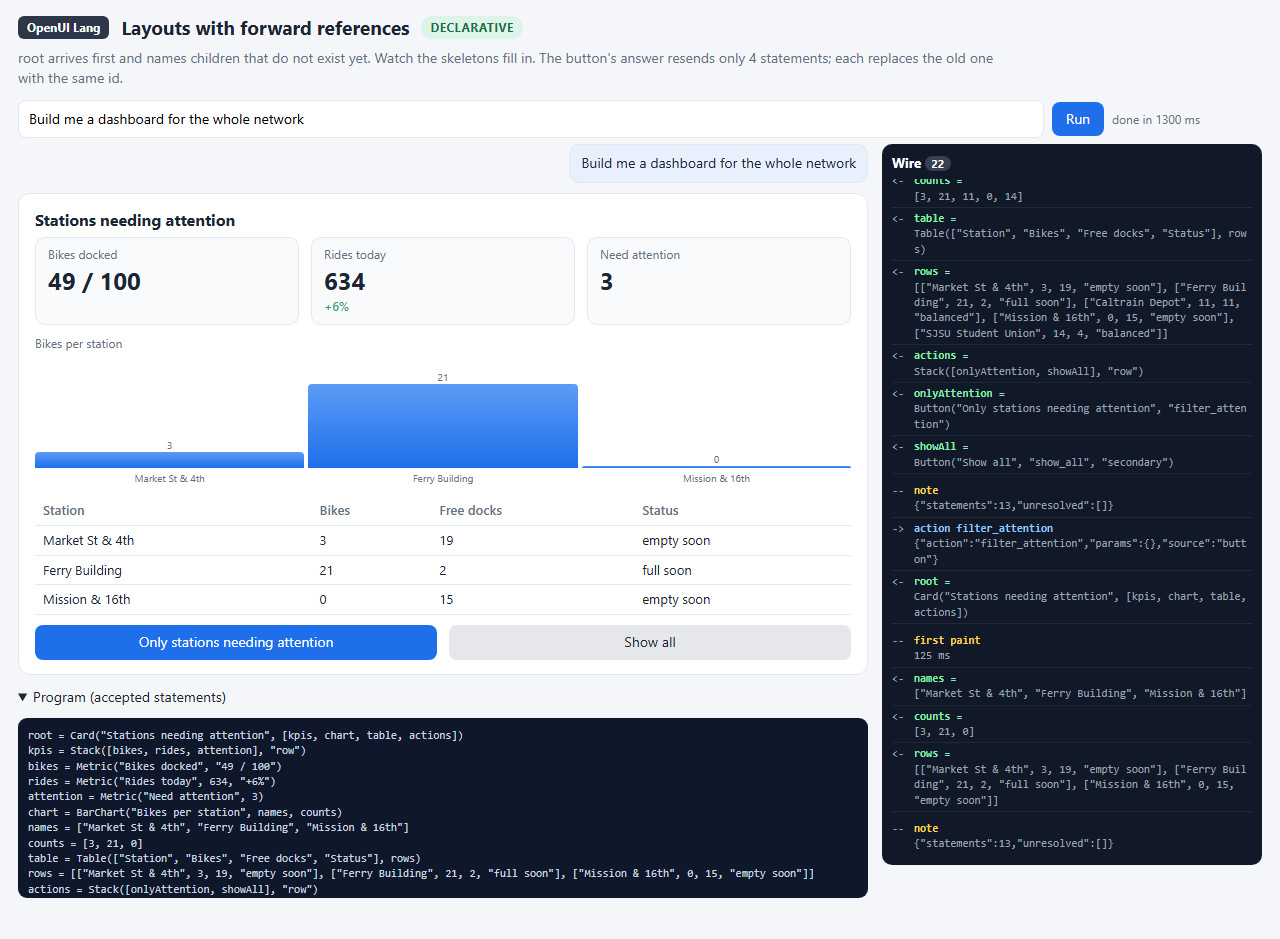 OpenUI Lang Layouts with forward references DECLARATIVE
root arrives first and names children that do not exist yet. Watch the skeletons fill in. The button's answer resends only 4 statements; each replaces the old one
with the same id.
Build me a dashboard for the whole network
Run done in 1300 ms
Build me a dashboard for the whole network
Stations needing attention
Bikes docked
49 / 100
Rides today
634
+6%
Need attention
3
Bikes per station
3
21
0
Market St & 4th
Ferry Building
Mission & 16th
Station Bikes Free docks Status
Market St & 4th 3 19 empty soon
Ferry Building 21 2 full soon
Mission & 16th 0 15 empty soon
Only stations needing attention
Show all
▼ Program (accepted statements)
root = Card("Stations needing attention", [kpis, chart, table, actions])
kpis = Stack([bikes, rides, attention], "row")
bikes = Metric("Bikes docked", "49 / 100")
rides = Metric("Rides today", 634, "+6%")
attention = Metric("Need attention", 3)
chart = BarChart("Bikes per station", names, counts)
names = ["Market St & 4th", "Ferry Building", "Mission & 16th"]
counts = [3, 21, 0]
table = Table(["Station", "Bikes", "Free docks", "Status"], rows)
rows = [["Market St & 4th", 3, 19, "empty soon"], ["Ferry Building", 21, 2, "full soon"], ["Mission & 16th", 0, 15, "empty soon"]]
actions = Stack([onlyAttention, showAll], "row")
Wire 22
<- counts =
[3, 21, 11, 0, 14]
<- table =
Table(["Station", "Bikes", "Free docks", "Status"], row
s)
<- rows =
[["Market St & 4th", 3, 19, "empty soon"], ["Ferry Buil
ding", 21, 2, "full soon"], ["Caltrain Depot", 11, 11,
"balanced"], ["Mission & 16th", 0, 15, "empty soon"],
["SJSU Student Union", 14, 4, "balanced"]]
<- actions =
Stack([onlyAttention, showAll], "row")
<- onlyAttention =
Button("Only stations needing attention", "filter_atten
tion")
<- showAll =
Button("Show all", "show_all", "secondary")
-- note
{"statements":13,"unresolved":[]}
-> action filter_attention
{"action":"filter_attention","params":{},"source":"butt
on"}
<- root =
Card("Stations needing attention", [kpis, chart, table,
actions])
-- first paint
125 ms
<- names =
["Market St & 4th", "Ferry Building", "Mission & 16th"]
<- counts =
[3, 21, 0]
<- rows =
[["Market St & 4th", 3, 19, "empty soon"], ["Ferry Buil
ding", 21, 2, "full soon"], ["Mission & 16th", 0, 15,
"empty soon"]]
-- note
{"statements":13,"unresolved":[]}